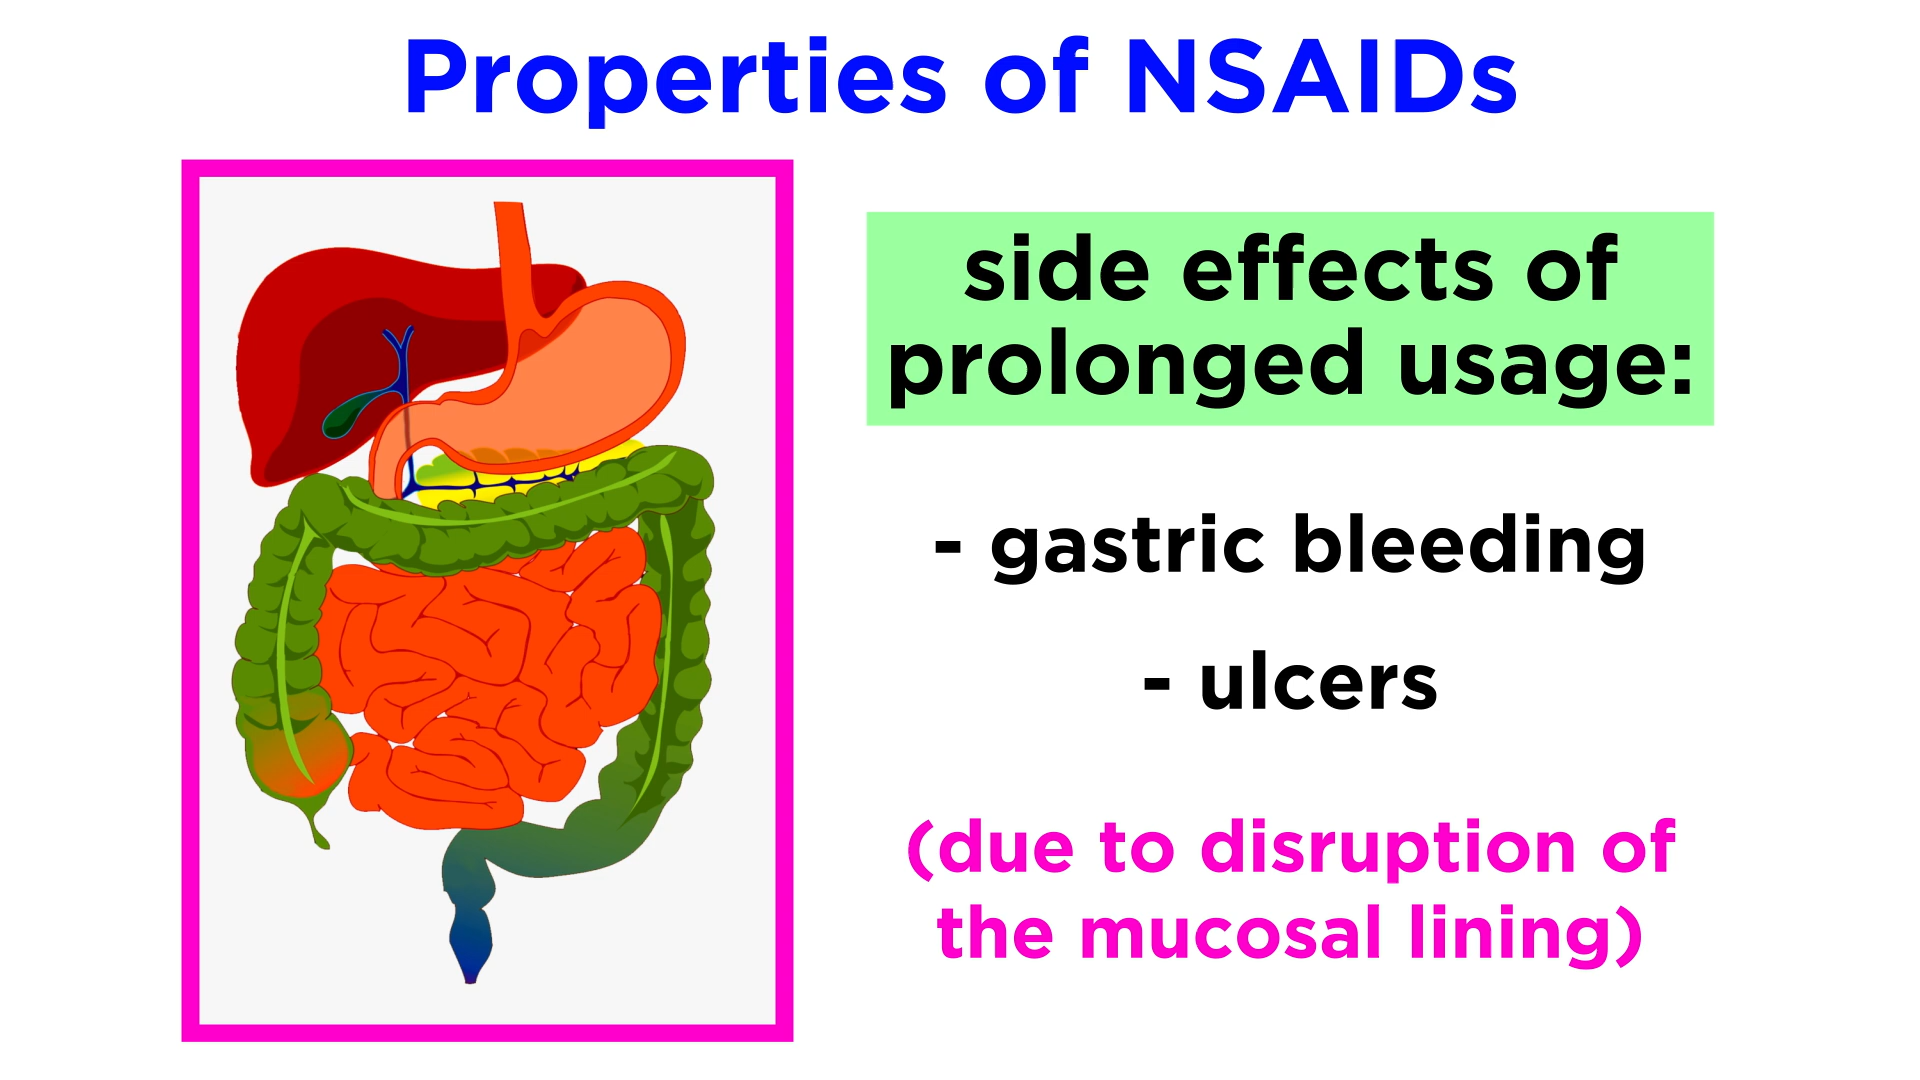 Properties of NSAIDs
side effects of
prolonged usage:
- gastric bleeding
- ulcers
(due to disruption of
the mucosal lining)